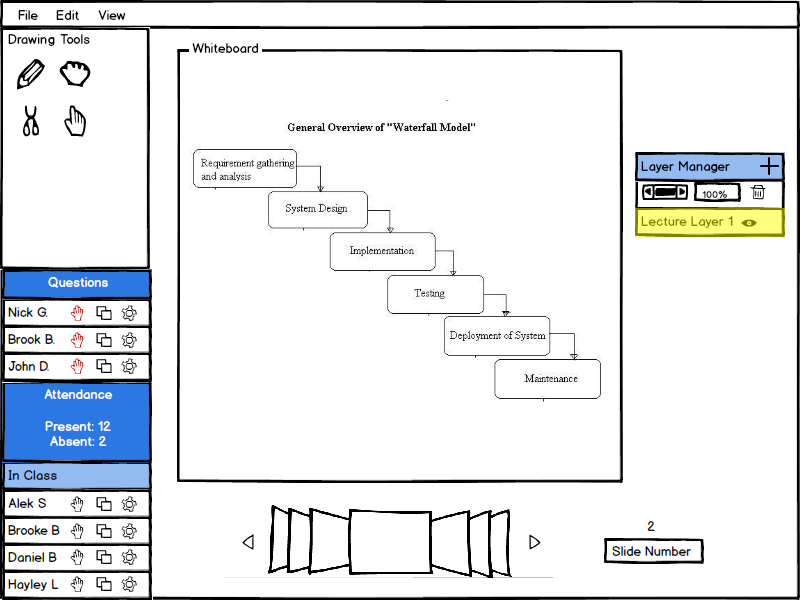 File Edit View
Drawing Tools
Whiteboard
General Overview of "Waterfall Model"
Requirement gathering
and analysis
System Design
Implementation
Testing
Deployment of System
Maintenance
Layer Manager
100%
Lecture Layer 1
Questions
Nick G.
Brook B.
John D.
Attendance
Present: 12
Absent: 2
In Class
Alek S
Brooke B
Daniel B
Hayley L
2
Slide Number